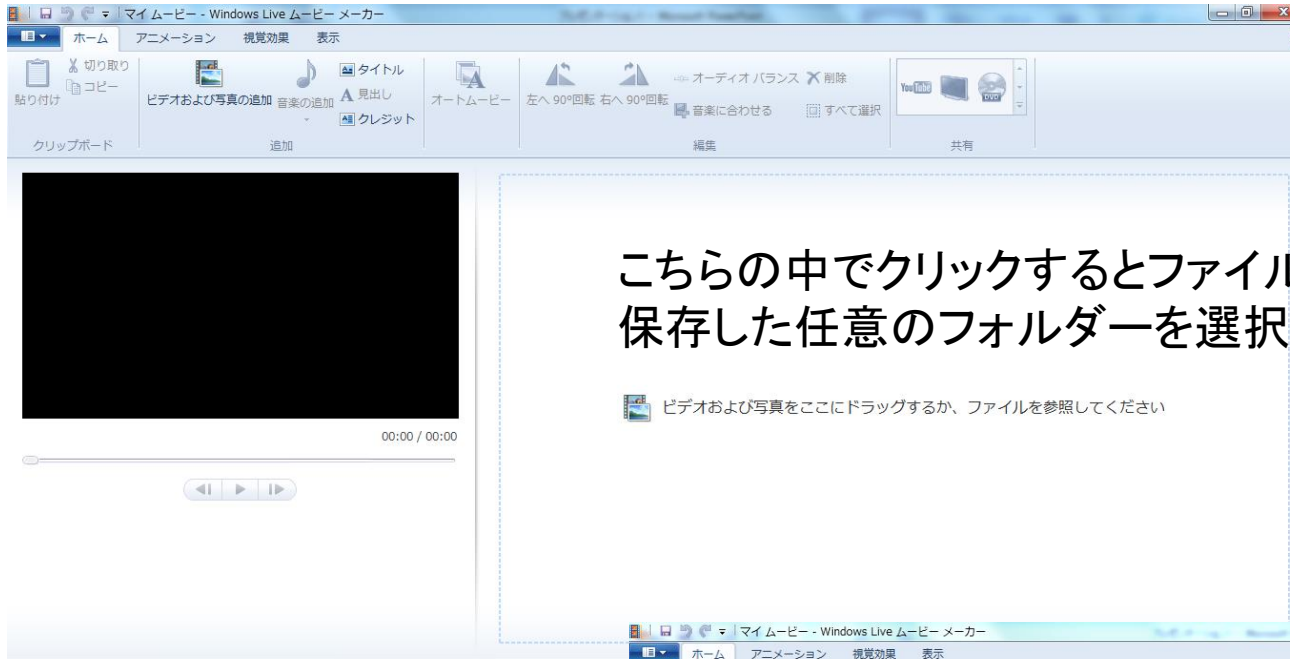 マイ ムービー - Windows Live ムービー メーカー
ホーム アニメーション 視覚効果 表示
貼り付け
切り取り
コピー
クリップボード
ビデオおよび写真の追加
音楽の追加
タイトル
見出し
クレジット
追加
オートムービー
左へ 90°回転
右へ 90°回転
オーディオ バランス
音楽に合わせる
削除
すべて選択
編集
YouTube
DVD
共有
00:00 / 00:00
こちらの中でクリックするとファイル
保存した任意のフォルダーを選択
ビデオおよび写真をここにドラッグするか、ファイルを参照してください
マイ ムービー - Windows Live ムービー メーカー
ホーム アニメーション 視覚効果 表示